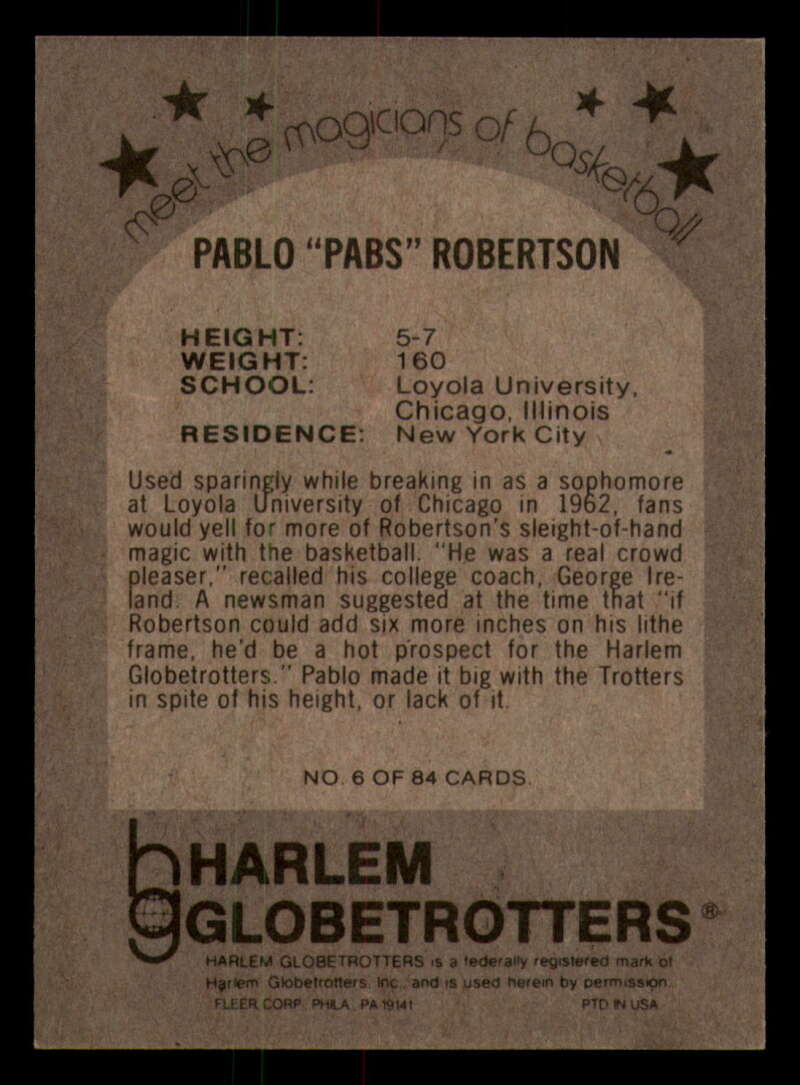 meet the magicians of basketball
PABLO "PABS" ROBERTSON
HEIGHT: 5-7
WEIGHT: 160
SCHOOL: Loyola University,
Chicago, Illinois
RESIDENCE: New York City
Used sparingly while breaking in as a sophomore
at Loyola University of Chicago in 1962, fans
would yell for more of Robertson's sleight-of-hand
magic with the basketball. "He was a real crowd
pleaser," recalled his college coach, George Ire-
land. A newsman suggested at the time that "if
Robertson could add six more inches on his lithe
frame, he'd be a hot prospect for the Harlem
Globetrotters." Pablo made it big with the Trotters
in spite of his height, or lack of it.
NO. 6 OF 84 CARDS.
hg HARLEM
GLOBETROTTERS ®
HARLEM GLOBETROTTERS is a federally registered mark of
Harlem Globetrotters, Inc., and is used herein by permission.
FLEER CORP. PHILA., PA 19141 PTD IN USA